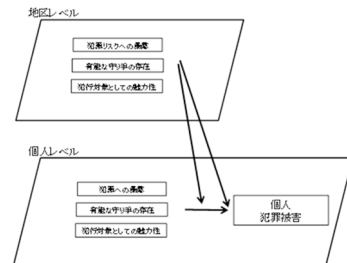 地区レベル
犯罪リスクへの暴露
有能な守り手の存在
犯行対象としての魅力性
個人レベル
犯罪への暴露
有能な守り手の存在
犯行対象としての魅力性
個人
犯罪被害